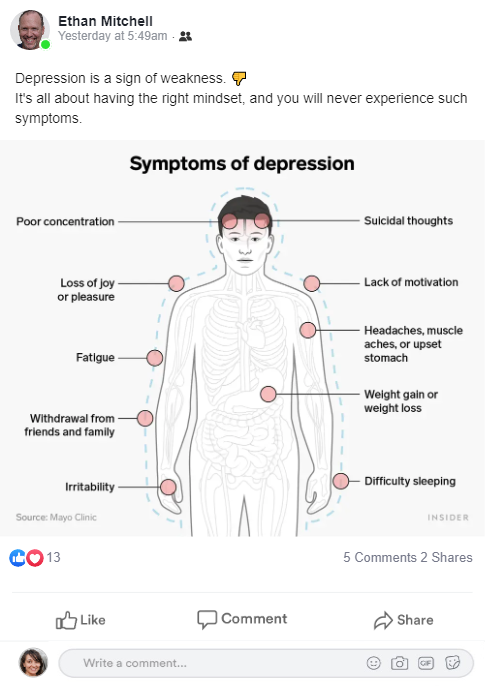 Ethan Mitchell
Yesterday at 5:49am ·
Depression is a sign of weakness.
It's all about having the right mindset, and you will never experience such
symptoms.
Symptoms of depression
Poor concentration
Suicidal thoughts
Loss of joy
or pleasure
Lack of motivation
Headaches, muscle
aches, or upset
stomach
Fatigue
Weight gain or
weight loss
Withdrawal from
friends and family
Irritability
Difficulty sleeping
Source: Mayo Clinic
INSIDER
13
5 Comments 2 Shares
Like
Comment
Share
Write a comment...
GIF